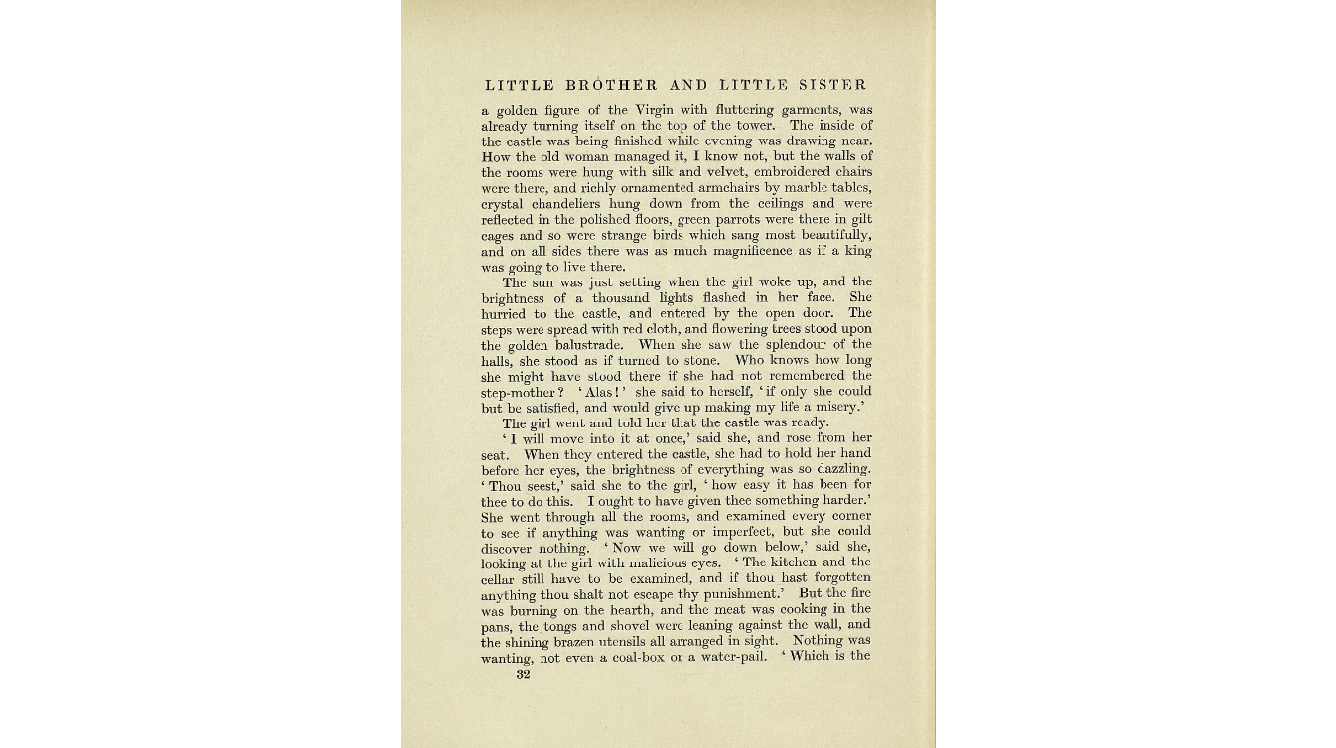 LITTLE BROTHER AND LITTLE SISTER
a golden figure of the Virgin with fluttering garments, was
already turning itself on the top of the tower. The inside of
the castle was being finished while evening was drawing near.
How the old woman managed it, I know not, but the walls of
the rooms were hung with silk and velvet, embroidered chairs
were there, and richly ornamented armchairs by marble tables,
crystal chandeliers hung down from the ceilings and were
reflected in the polished floors, green parrots were there in gilt
cages and so were strange birds which sang most beautifully,
and on all sides there was as much magnificence as if a king
was going to live there.
The sun was just setting when the girl woke up, and the
brightness of a thousand lights flashed in her face. She
hurried to the castle, and entered by the open door. The
steps were spread with red cloth, and flowering trees stood upon
the golden balustrade. When she saw the splendour of the
halls, she stood as if turned to stone. Who knows how long
she might have stood there if she had not remembered the
step-mother? ‘Alas!’ she said to herself, ‘if only she could
but be satisfied, and would give up making my life a misery.’
The girl went and told her that the castle was ready.
‘I will move into it at once,’ said she, and rose from her
seat. When they entered the castle, she had to hold her hand
before her eyes, the brightness of everything was so dazzling.
‘Thou seest,’ said she to the girl, ‘how easy it has been for
thee to do this. I ought to have given thee something harder.’
She went through all the rooms, and examined every corner
to see if anything was wanting or imperfect, but she could
discover nothing. ‘Now we will go down below,’ said she,
looking at the girl with malicious eyes. ‘The kitchen and the
cellar still have to be examined, and if thou hast forgotten
anything thou shalt not escape thy punishment.’ But the fire
was burning on the hearth, and the meat was cooking in the
pans, the tongs and shovel were leaning against the wall, and
the shining brazen utensils all arranged in sight. Nothing was
wanting, not even a coal-box or a water-pail. ‘Which is the
32